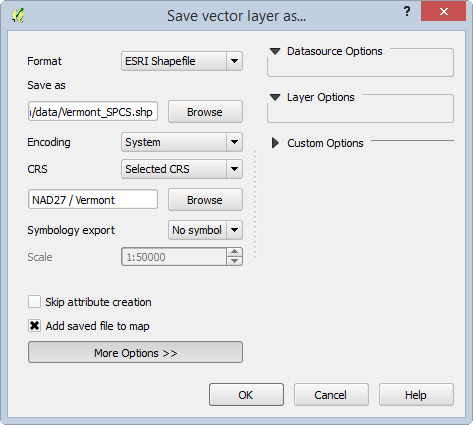 Save vector layer as...
?
Format
ESRI Shapefile
Save as
/data/Vermont_SPCS.shp
Browse
Encoding
System
CRS
Selected CRS
NAD27 / Vermont
Browse
Symbology export
No symbol
Scale
1:50000
Skip attribute creation
Add saved file to map
More Options >>
Datasource Options
Layer Options
Custom Options
OK
Cancel
Help